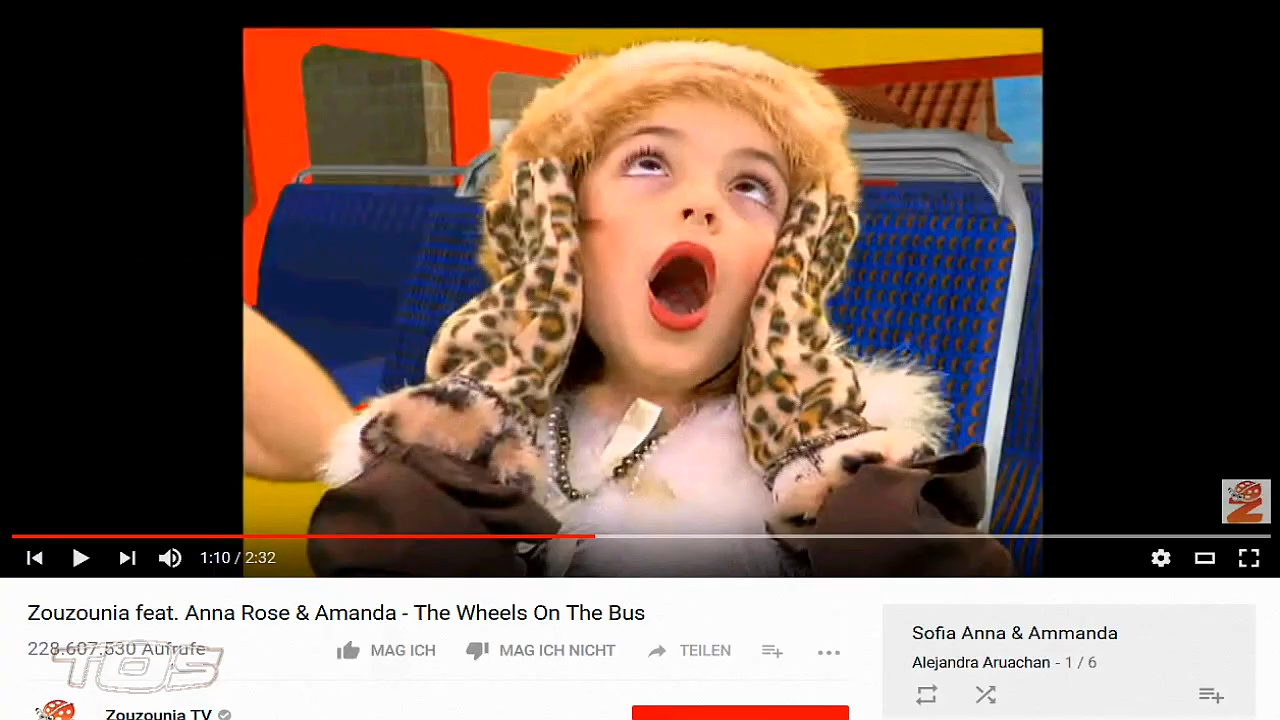 Z
1:10 / 2:32
Zouzounia feat. Anna Rose & Amanda - The Wheels On The Bus
228.607.530 Aufrufe
MAG ICH
MAG ICH NICHT
TEILEN
TOS
Zouzounia TV
Sofia Anna & Ammanda
Alejandra Aruachan - 1 / 6